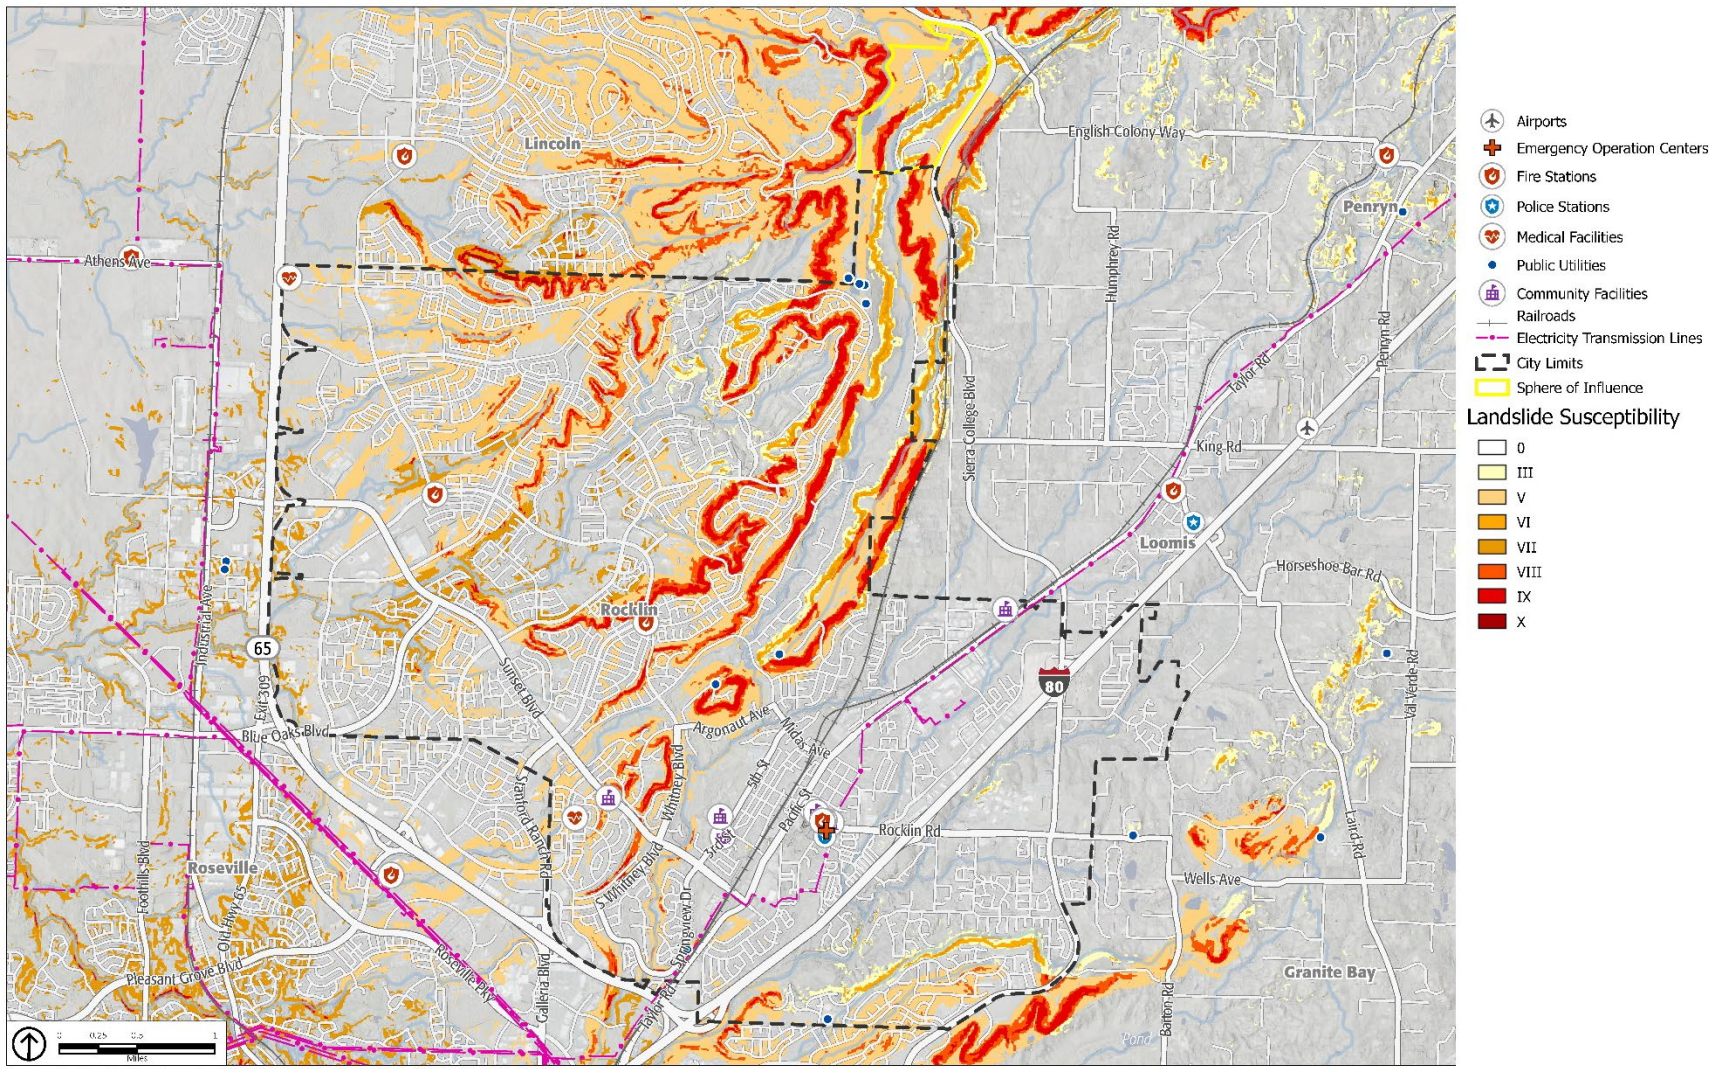 English Colony Way
Lincoln
Penryn
Athens Ave
Humphrey Rd
Penryn Rd
Taylor Rd
Sierra College Blvd
King Rd
Loomis
Horseshoe Bar Rd
Industrial Ave
Rocklin
65
Exit 309
Sunset Blvd
80
Val Verde Rd
Blue Oaks Blvd
Argonaut Ave
Midas Ave
5th St
Whitney Blvd
Stanford Ranch Rd
Pacific St
Rocklin Rd
3rd St
Laird Rd
Roseville
Foothills Blvd
Old Hwy 65
S Whitney Blvd
Wells Ave
Springview Dr
Pleasant Grove Blvd
Roseville Pky
Galleria Blvd
Taylor Rd
Granite Bay
Barton Rd
Pond
0 0.25 0.5 1
Miles
Airports
Emergency Operation Centers
Fire Stations
Police Stations
Medical Facilities
Public Utilities
Community Facilities
Railroads
Electricity Transmission Lines
City Limits
Sphere of Influence
Landslide Susceptibility
0
III
V
VI
VII
VIII
IX
X